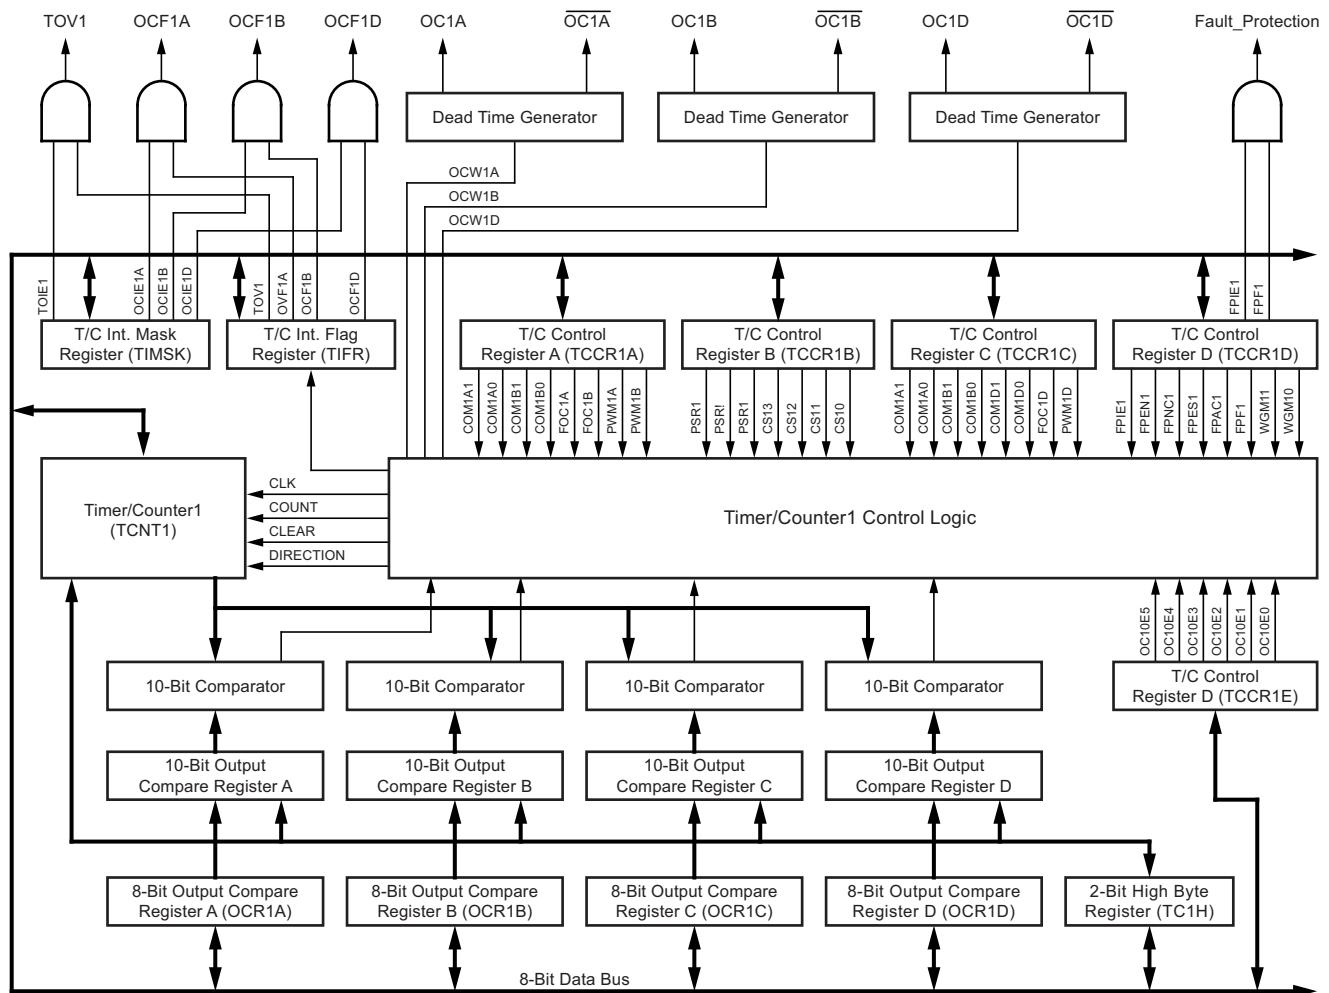 TOV1
OCF1A
OCF1B
OCF1D
OC1A
OC1A
OC1B
OC1B
OC1D
OC1D
Fault_Protection
Dead Time Generator
Dead Time Generator
Dead Time Generator
OCW1A
OCW1B
OCW1D
TOIE1
OCIE1A
OCIE1B
OCIE1D
TOV1
OVF1A
OCF1B
OCF1D
FPIE1
FPF1
T/C Int. Mask
Register (TIMSK)
T/C Int. Flag
Register (TIFR)
T/C Control
Register A (TCCR1A)
T/C Control
Register B (TCCR1B)
T/C Control
Register C (TCCR1C)
T/C Control
Register D (TCCR1D)
COM1A1
COM1A0
COM1B1
COM1B0
FOC1A
FOC1B
PWM1A
PWM1B
PSR1
PSR!
PSR1
CS13
CS12
CS11
CS10
COM1A1
COM1A0
COM1B1
COM1B0
COM1D1
COM1D0
FOC1D
PWM1D
FPIE1
FPEN1
FPNC1
FPES1
FPAC1
FPF1
WGM11
WGM10
Timer/Counter1
(TCNT1)
CLK
COUNT
CLEAR
DIRECTION
Timer/Counter1 Control Logic
OC10E5
OC10E4
OC10E3
OC10E2
OC10E1
OC10E0
10-Bit Comparator
10-Bit Comparator
10-Bit Comparator
10-Bit Comparator
T/C Control
Register D (TCCR1E)
10-Bit Output
Compare Register A
10-Bit Output
Compare Register B
10-Bit Output
Compare Register C
10-Bit Output
Compare Register D
8-Bit Output Compare
Register A (OCR1A)
8-Bit Output Compare
Register B (OCR1B)
8-Bit Output Compare
Register C (OCR1C)
8-Bit Output Compare
Register D (OCR1D)
2-Bit High Byte
Register (TC1H)
8-Bit Data Bus